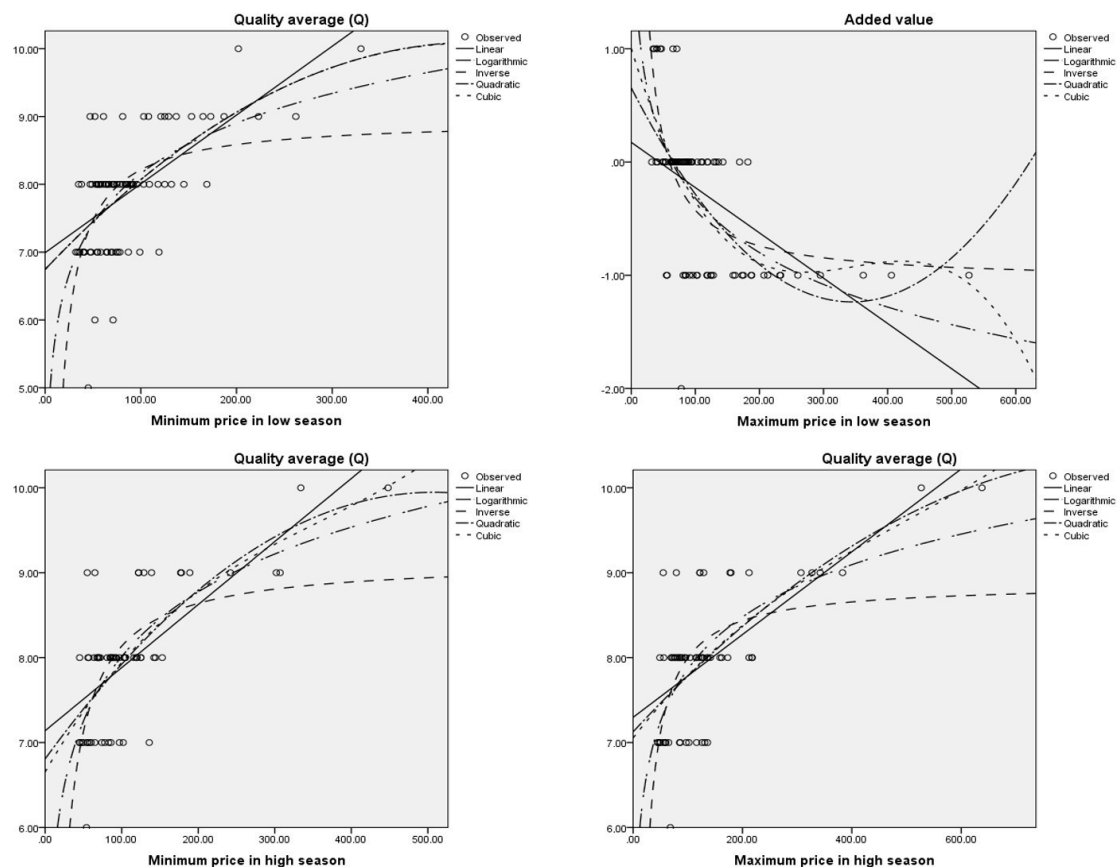 Quality average (Q)
10.00
9.00
8.00
7.00
6.00
5.00
.00
100.00
200.00
300.00
400.00
Minimum price in low season
Observed
Linear
Logarithmic
Inverse
Quadratic
Cubic
Added value
1.00
.00
-1.00
-2.00
.00
100.00
200.00
300.00
400.00
500.00
600.00
Maximum price in low season
Observed
Linear
Logarithmic
Inverse
Quadratic
Cubic
Quality average (Q)
10.00
9.00
8.00
7.00
6.00
.00
100.00
200.00
300.00
400.00
500.00
Minimum price in high season
Observed
Linear
Logarithmic
Inverse
Quadratic
Cubic
Quality average (Q)
10.00
9.00
8.00
7.00
6.00
.00
200.00
400.00
600.00
Maximum price in high season
Observed
Linear
Logarithmic
Inverse
Quadratic
Cubic